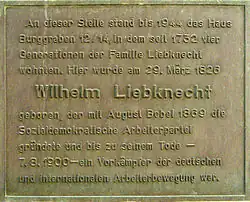 An dieser Stelle stand bis 1944 das Haus
Burggraben 12/14, in dem seit 1732 vier
Generationen der Familie Liebknecht
wohnten. Hier wurde am 29. März 1826
Wilhelm Liebknecht
geboren, der mit August Bebel 1869 die
Sozialdemokratische Arbeiterpartei
gründete und bis zu seinem Tode –
7.8.1900 – ein Vorkämpfer der deutschen
und internationalen Arbeiterbewegung war.